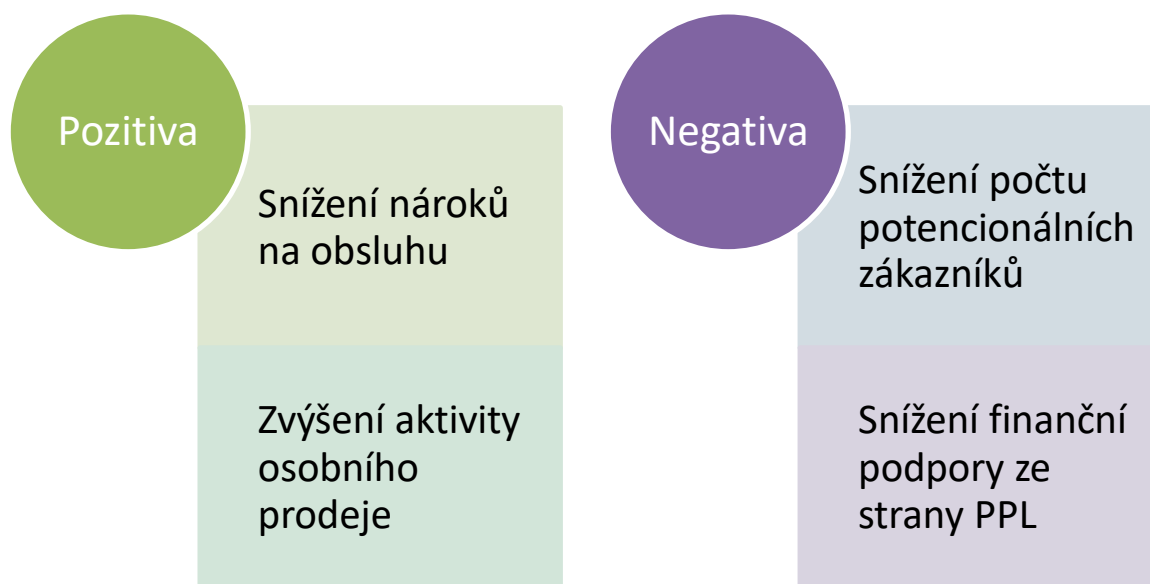 Pozitiva
Snížení nároků
na obsluhu
Zvýšení aktivity
osobního
prodeje
Negativa
Snížení počtu
potencionálních
zákazníků
Snížení finanční
podpory ze
strany PPL